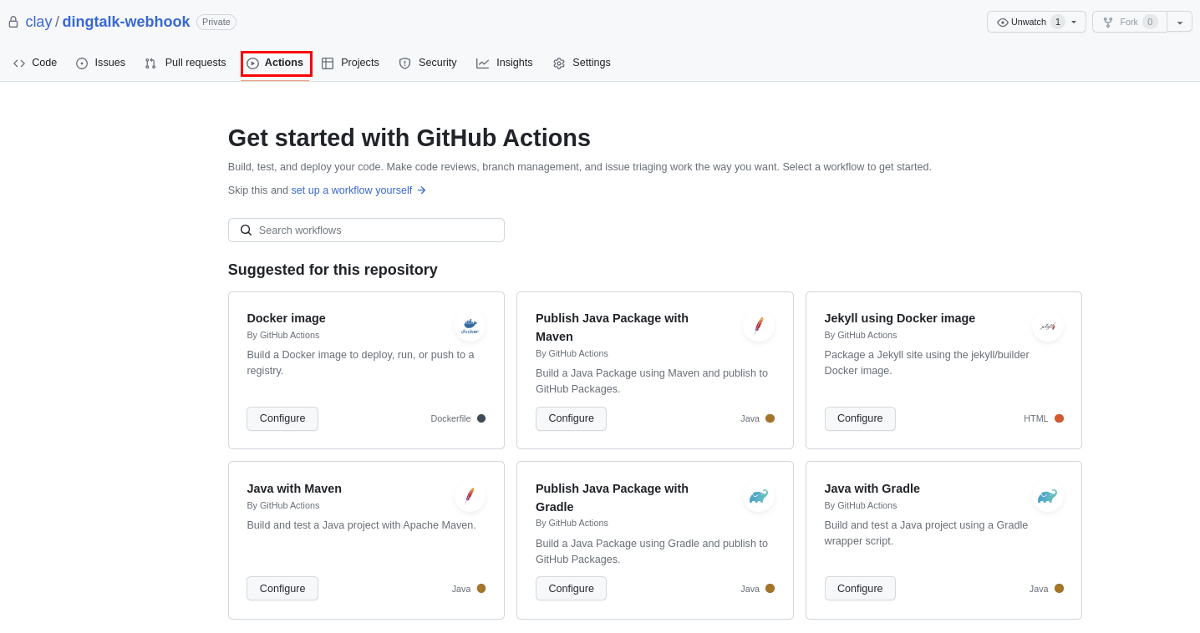 clay / dingtalk-webhook Private Unwatch 1 Fork 0
Code Issues Pull requests Actions Projects Security Insights Settings
Get started with GitHub Actions
Build, test, and deploy your code. Make code reviews, branch management, and issue triaging work the way you want. Select a workflow to get started.
Skip this and set up a workflow yourself →
Search workflows
Suggested for this repository
Docker image
By GitHub Actions
Build a Docker image to deploy, run, or push to a
registry.
docker
Configure Dockerfile
Publish Java Package with
Maven
By GitHub Actions
Build a Java Package using Maven and publish to
GitHub Packages.
Configure Java
Jekyll using Docker image
By GitHub Actions
Package a Jekyll site using the jekyll/builder
Docker image.
Configure HTML
Java with Maven
By GitHub Actions
Build and test a Java project with Apache Maven.
Configure Java
Publish Java Package with
Gradle
By GitHub Actions
Build a Java Package using Gradle and publish to
GitHub Packages.
Configure Java
Java with Gradle
By GitHub Actions
Build and test a Java project using a Gradle
wrapper script.
Configure Java